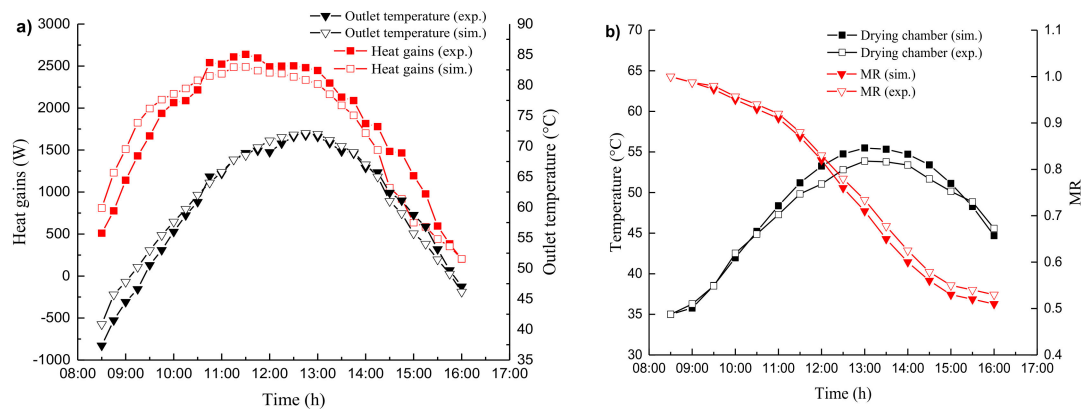 a)
Outlet temperature (exp.)
Outlet temperature (sim.)
Heat gains (exp.)
Heat gains (sim.)
3000
2500
2000
1500
1000
500
0
-500
-1000
Heat gains (W)
90
85
80
75
70
65
60
55
50
45
40
35
Outlet temperature (°C)
08:00 09:00 10:00 11:00 12:00 13:00 14:00 15:00 16:00 17:00
Time (h)
b)
Drying chamber (sim.)
Drying chamber (exp.)
MR (sim.)
MR (exp.)
70
65
60
55
50
45
40
35
30
Temperature (°C)
1.1
1.0
0.9
0.8
0.7
0.6
0.5
0.4
MR
08:00 09:00 10:00 11:00 12:00 13:00 14:00 15:00 16:00 17:00
Time (h)